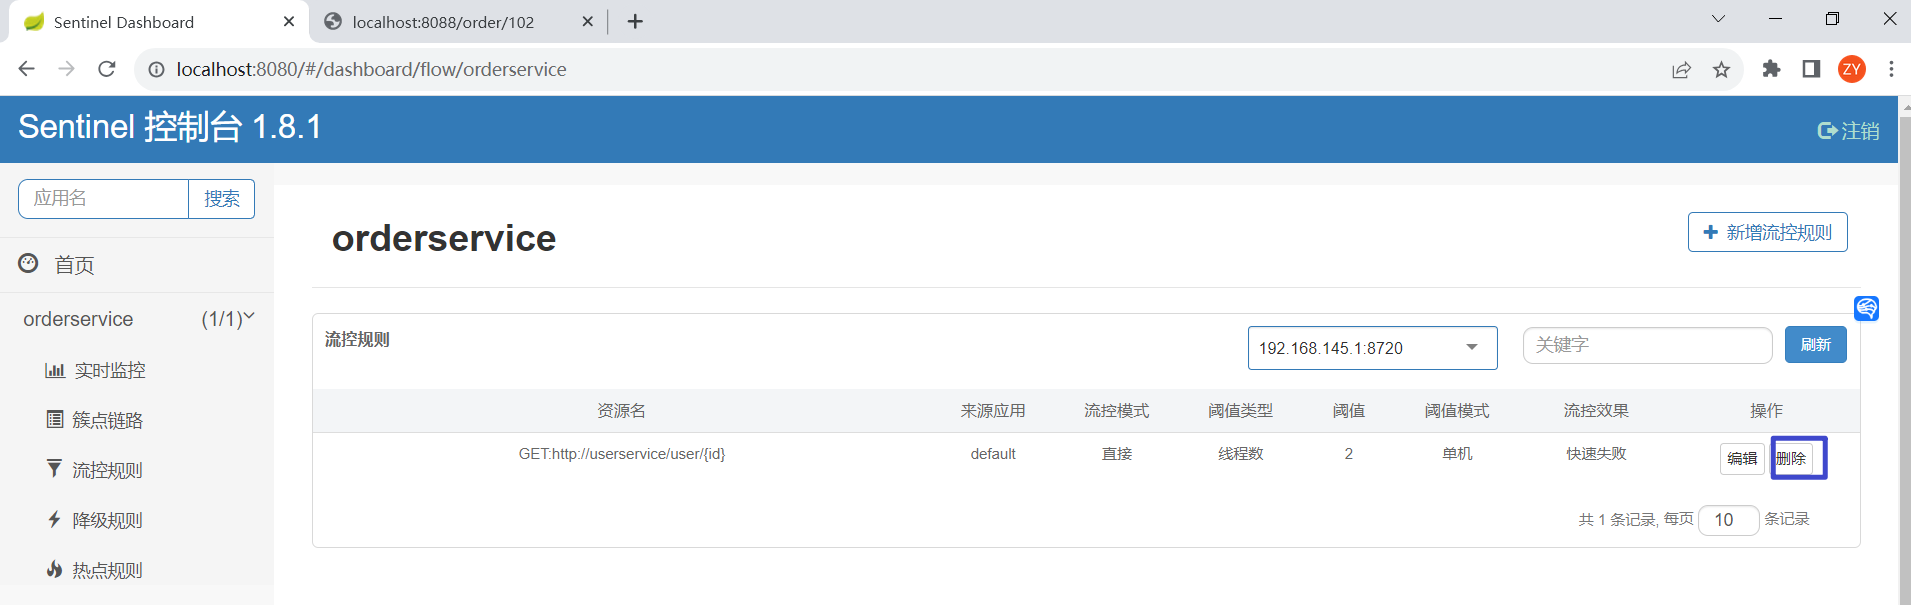 Sentinel Dashboard
localhost:8088/order/102
localhost:8080/#/dashboard/flow/orderservice
ZY
Sentinel 控制台 1.8.1
注销
应用名
搜索
首页
orderservice (1/1)
实时监控
簇点链路
流控规则
降级规则
热点规则
orderservice
新增流控规则
流控规则
192.168.145.1:8720
关键字
刷新
资源名 来源应用 流控模式 阈值类型 阈值 阈值模式 流控效果 操作
GET:http://userservice/user/{id} default 直接 线程数 2 单机 快速失败 编辑 删除
共 1 条记录, 每页 10 条记录